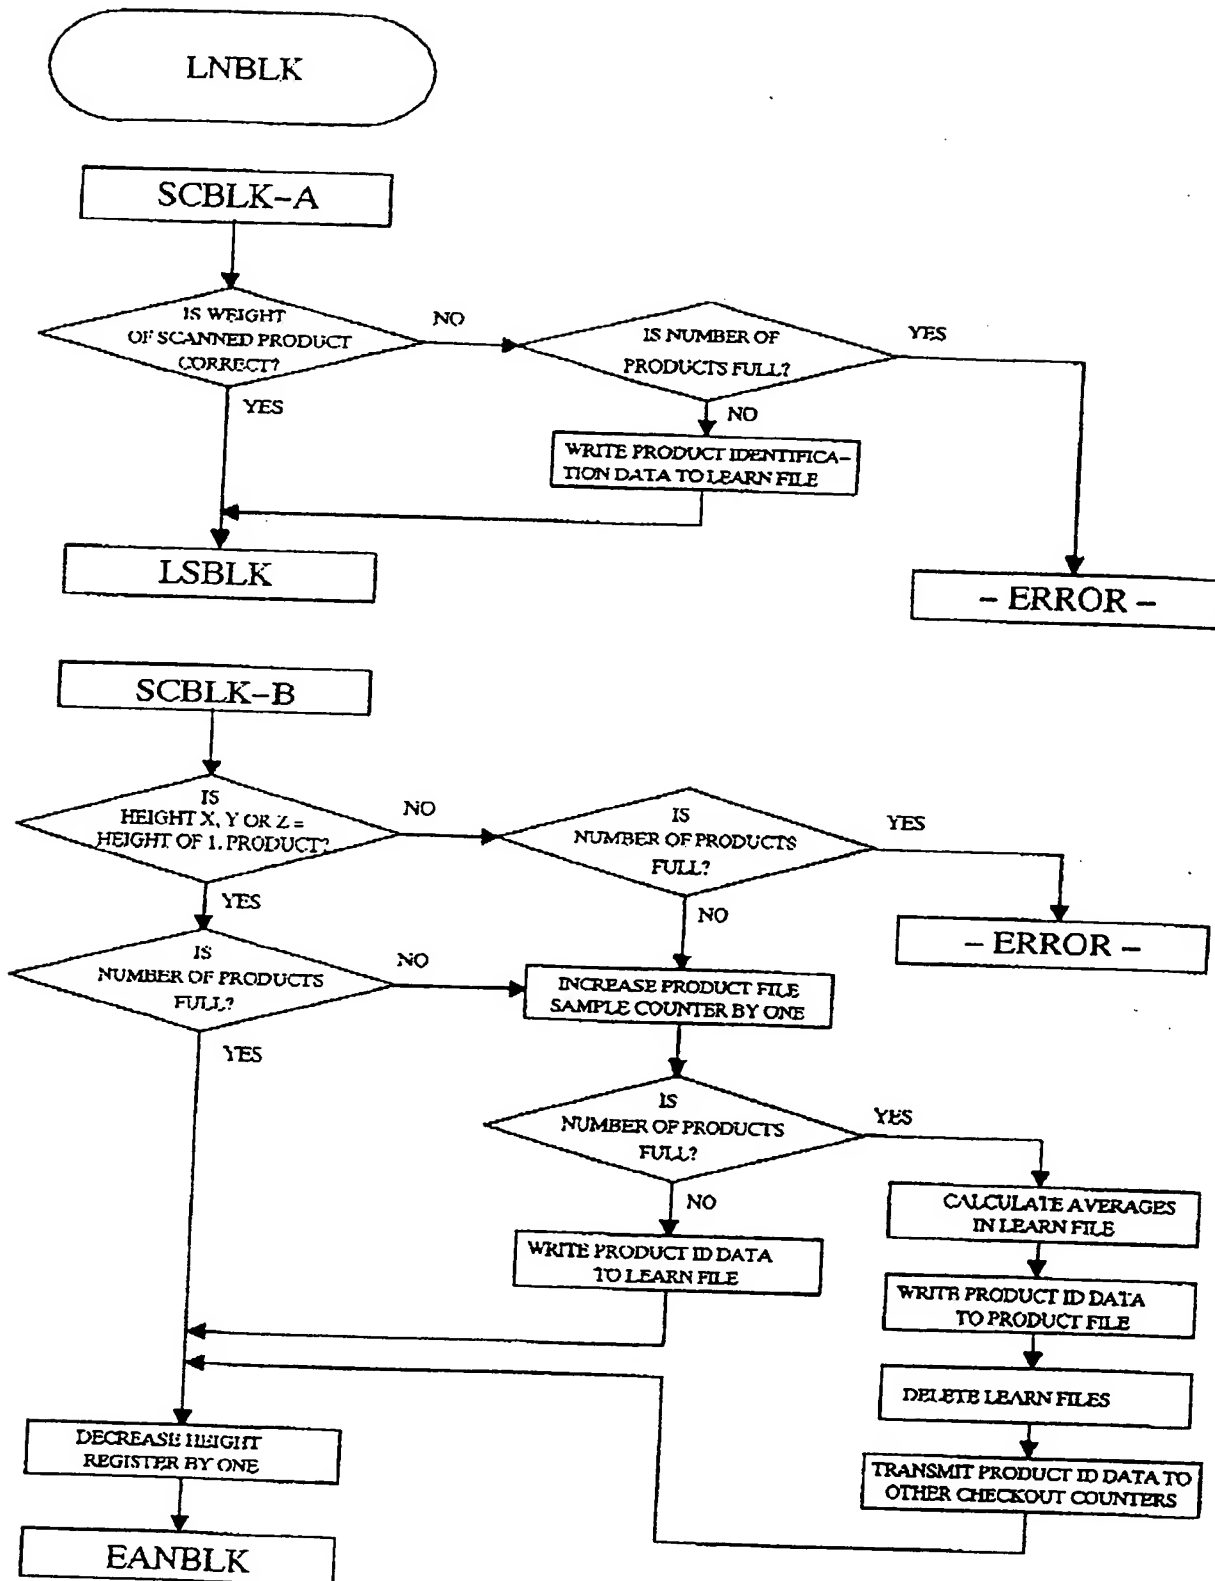 LNBLK
SCBLK-A
IS WEIGHT
OF SCANNED PRODUCT
CORRECT?
NO
IS NUMBER OF
PRODUCTS FULL?
YES
YES
NO
WRITE PRODUCT IDENTIFICA-
TION DATA TO LEARN FILE
LSBLK
- ERROR -
SCBLK-B
IS
HEIGHT X, Y OR Z =
HEIGHT OF 1. PRODUCT?
NO
IS
NUMBER OF PRODUCTS
FULL?
YES
YES
NO
- ERROR -
IS
NUMBER OF PRODUCTS
FULL?
NO
INCREASE PRODUCT FILE
SAMPLE COUNTER BY ONE
YES
IS
NUMBER OF PRODUCTS
FULL?
YES
NO
CALCULATE AVERAGES
IN LEARN FILE
WRITE PRODUCT ID DATA
TO LEARN FILE
WRITE PRODUCT ID DATA
TO PRODUCT FILE
DELETE LEARN FILES
DECREASE HEIGHT
REGISTER BY ONE
TRANSMIT PRODUCT ID DATA TO
OTHER CHECKOUT COUNTERS
EANBLK